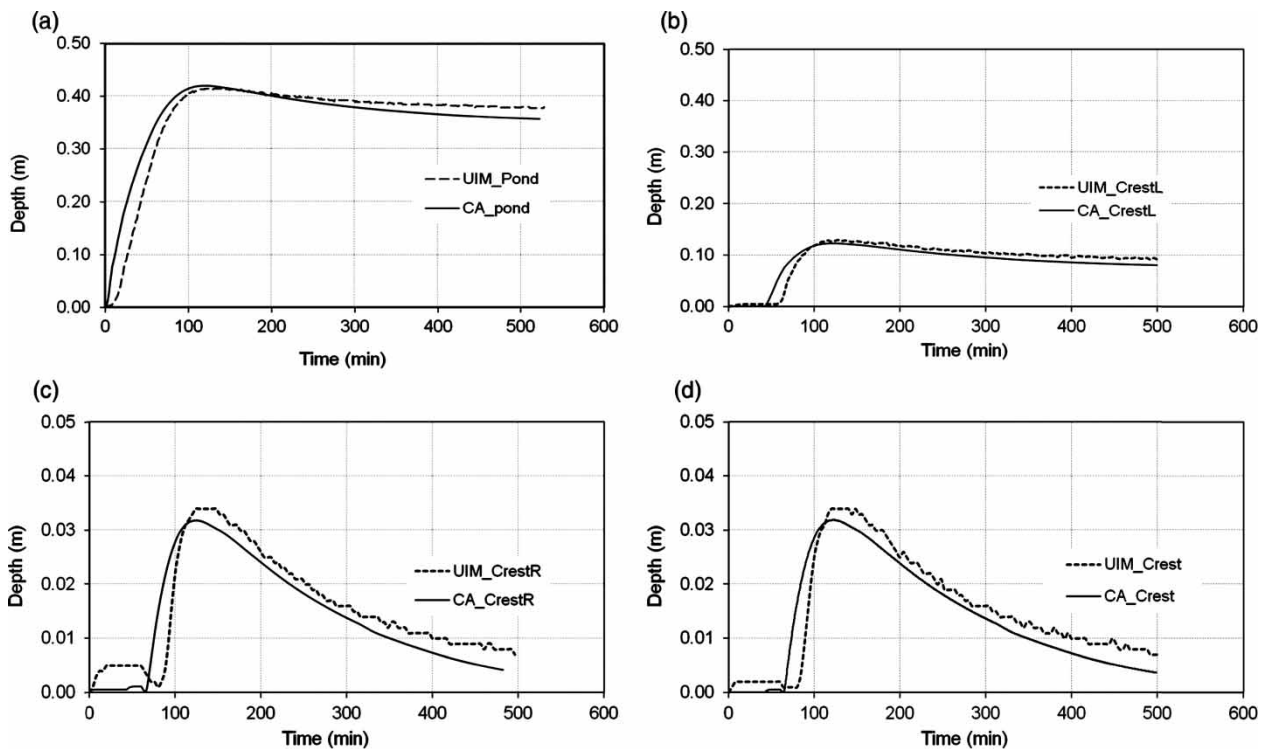 (a)
0.50
0.40
0.30
0.20
0.10
0.00
Depth (m)
UIM_Pond
CA_pond
0 100 200 300 400 500 600
Time (min)
(b)
0.50
0.40
0.30
0.20
0.10
0.00
Depth (m)
UIM_CrestL
CA_CrestL
0 100 200 300 400 500 600
Time (min)
(c)
0.05
0.04
0.03
0.02
0.01
0.00
Depth (m)
UIM_CrestR
CA_CrestR
0 100 200 300 400 500 600
Time (min)
(d)
0.05
0.04
0.03
0.02
0.01
0.00
Depth (m)
UIM_Crest
CA_Crest
0 100 200 300 400 500 600
Time (min)